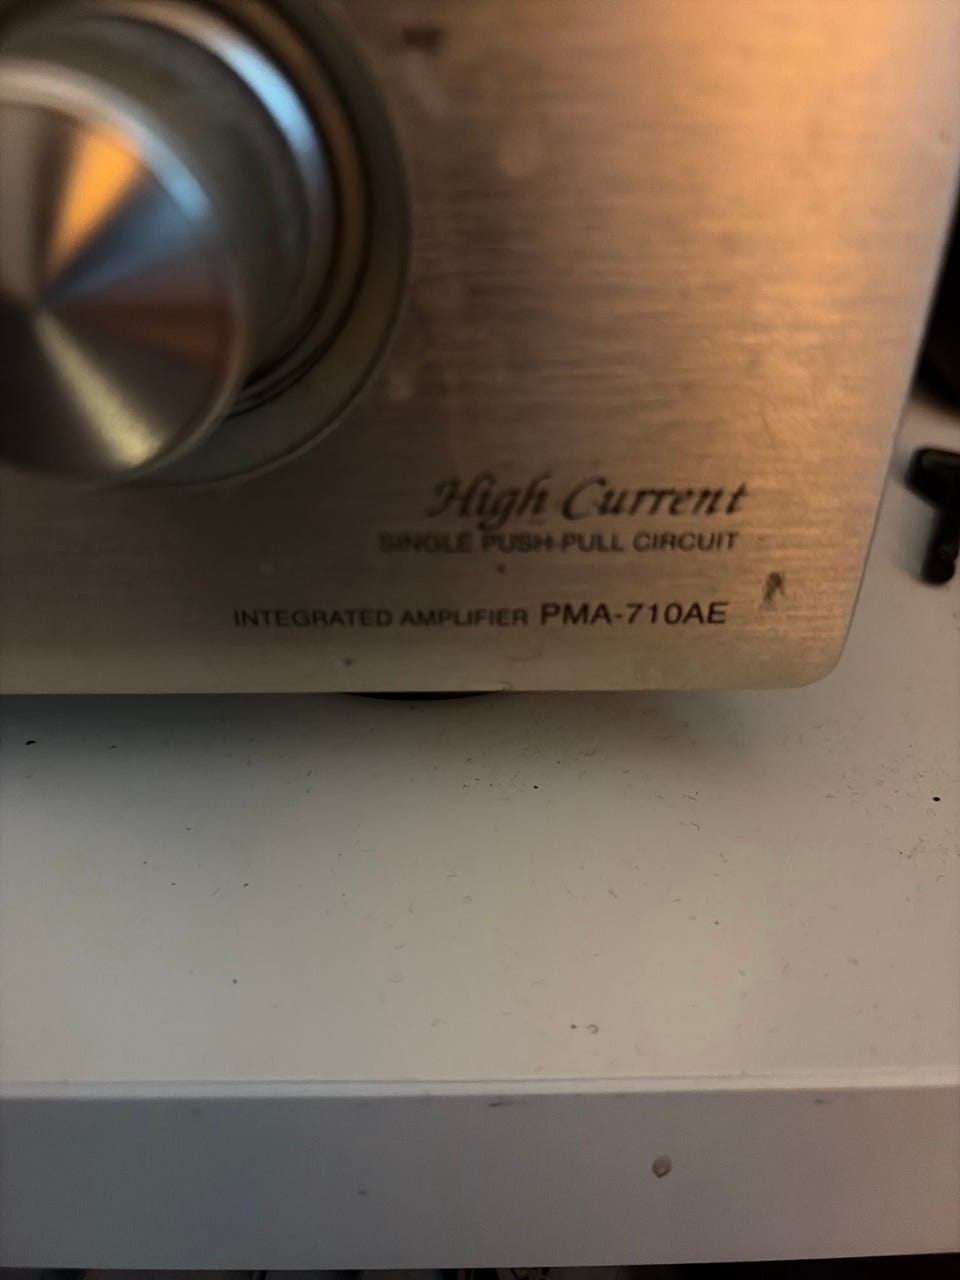 High Current
SINGLE PUSH-PULL CIRCUIT
INTEGRATED AMPLIFIER PMA-710AE